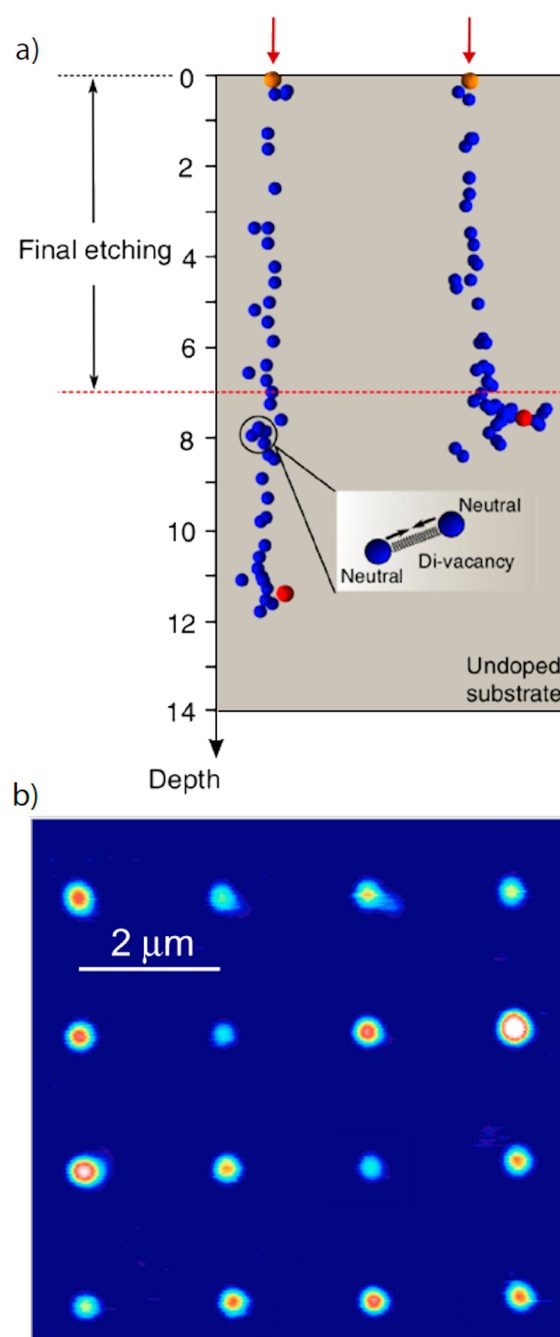 a)
0
2
Final etching
4
6
8
Neutral
10
Neutral
Di-vacancy
12
Undoped
substrate
14
Depth
b)
2 μm